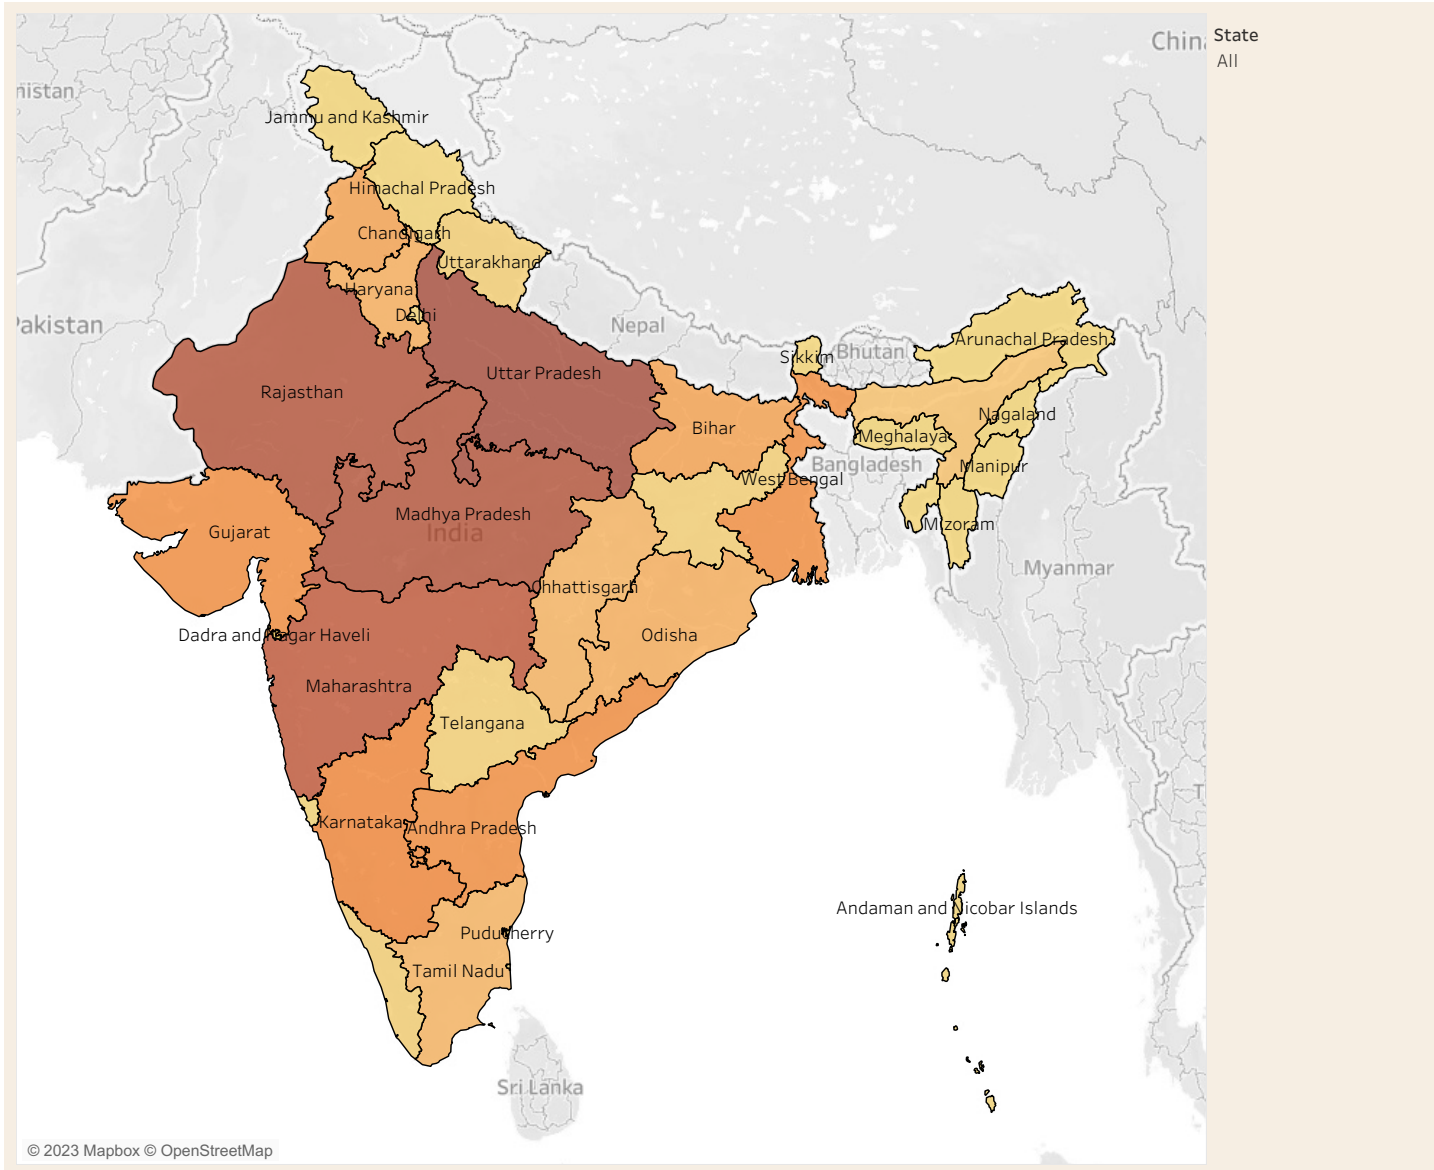 State
All
China
nistan
Jammu and Kashmir
Himachal Pradesh
Chandigarh
Uttarakhand
Haryana
Delhi
Pakistan
Nepal
Sikkim
Bhutan
Arunachal Pradesh
Uttar Pradesh
Rajasthan
Bihar
Nagaland
Meghalaya
Manipur
Bangladesh
West Bengal
Madhya Pradesh
India
Gujarat
Mizoram
Myanmar
Chhattisgarh
Dadra and Nagar Haveli
Odisha
Maharashtra
Telangana
T
Karnataka
Andhra Pradesh
Andaman and Nicobar Islands
Puducherry
Tamil Nadu
Sri Lanka
© 2023 Mapbox © OpenStreetMap